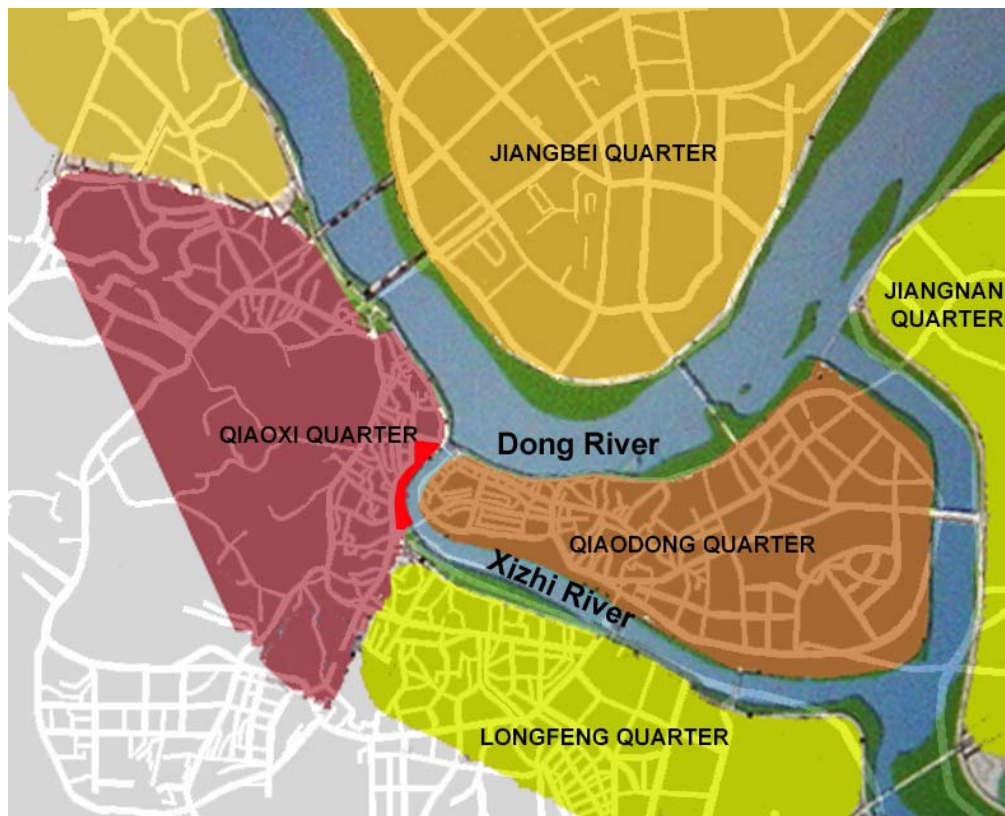 JIANGBEI QUARTER
JIANGNAN
QUARTER
QIAOXI QUARTER
Dong River
QIAODONG QUARTER
Xizhi River
LONGFENG QUARTER